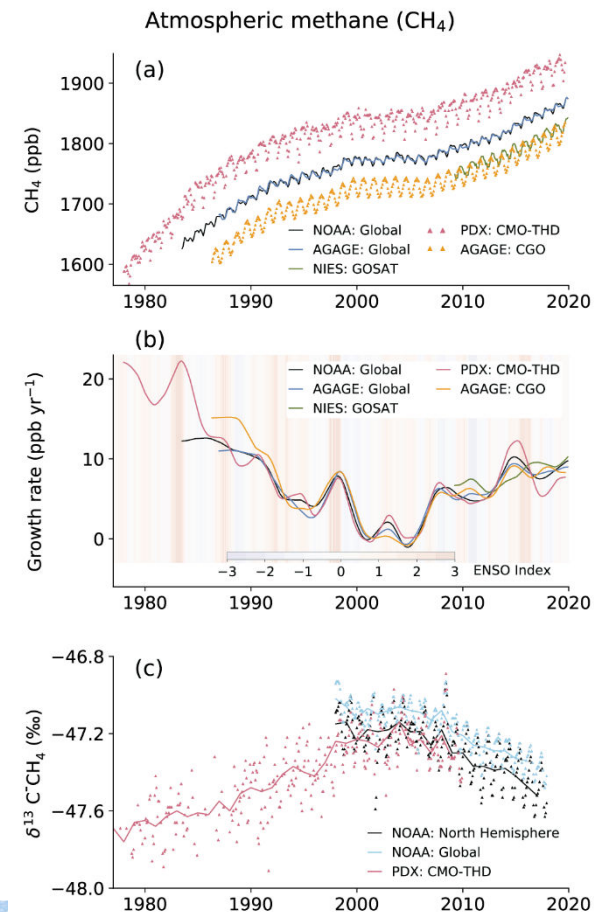 Atmospheric methane (CH₄)
(a)
CH₄ (ppb)
1900
1800
1700
1600
NOAA: Global
AGAGE: Global
NIES: GOSAT
PDX: CMO-THD
AGAGE: CGO
1980 1990 2000 2010 2020
(b)
Growth rate (ppb yr⁻¹)
20
10
0
NOAA: Global
AGAGE: Global
NIES: GOSAT
PDX: CMO-THD
AGAGE: CGO
−3 −2 −1 0 1 2 3 ENSO Index
1980 1990 2000 2010 2020
(c)
δ¹³ C⁻CH₄ (‰)
−46.8
−47.2
−47.6
−48.0
NOAA: North Hemisphere
NOAA: Global
PDX: CMO-THD
1980 1990 2000 2010 2020